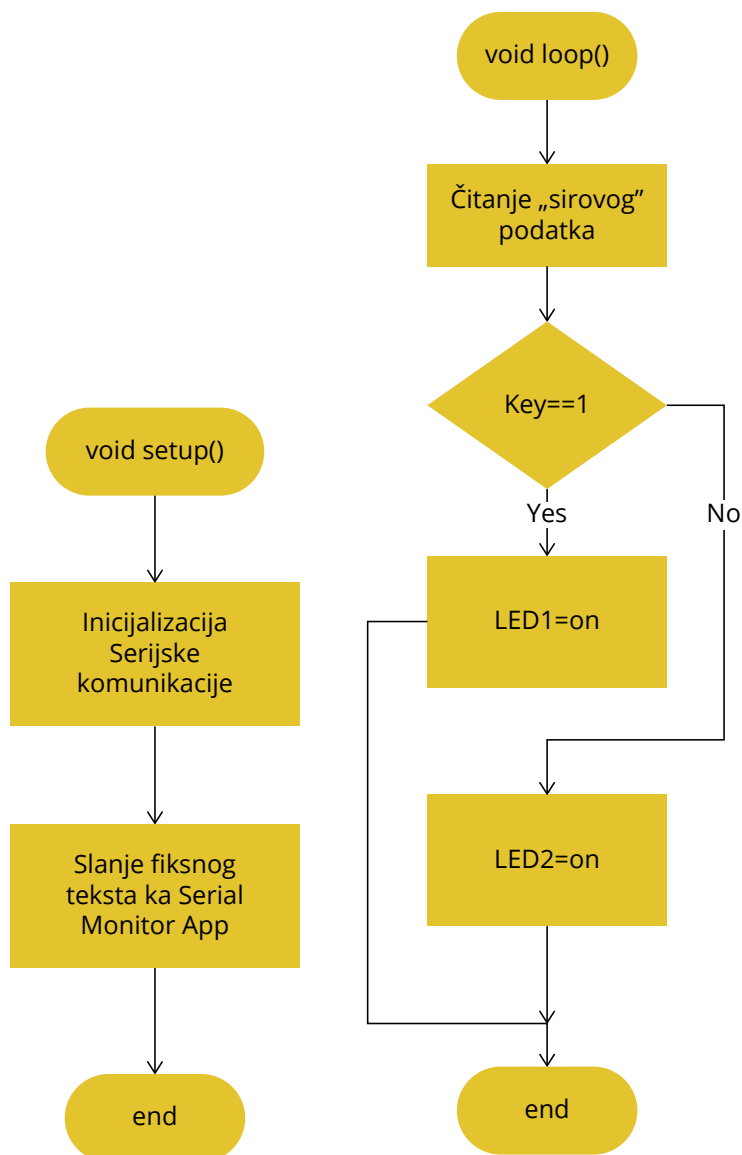 void setup()
Inicijalizacija
Serijske
komunikacije
Slanje fiksnog
teksta ka Serial
Monitor App
end
void loop()
Čitanje „sirovog”
podatka
Key==1
Yes
No
LED1=on
LED2=on
end